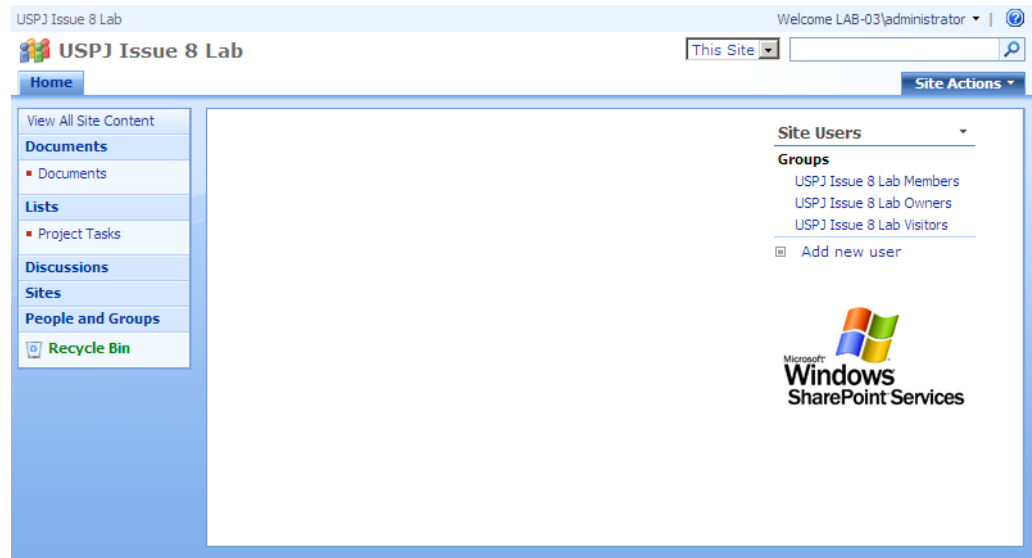 USPJ Issue 8 Lab
Welcome LAB-03\administrator
USPJ Issue 8 Lab
This Site
Home
Site Actions
View All Site Content
Documents
Documents
Lists
Project Tasks
Discussions
Sites
People and Groups
Recycle Bin
Site Users
Groups
USPJ Issue 8 Lab Members
USPJ Issue 8 Lab Owners
USPJ Issue 8 Lab Visitors
Add new user
Microsoft
Windows
SharePoint Services